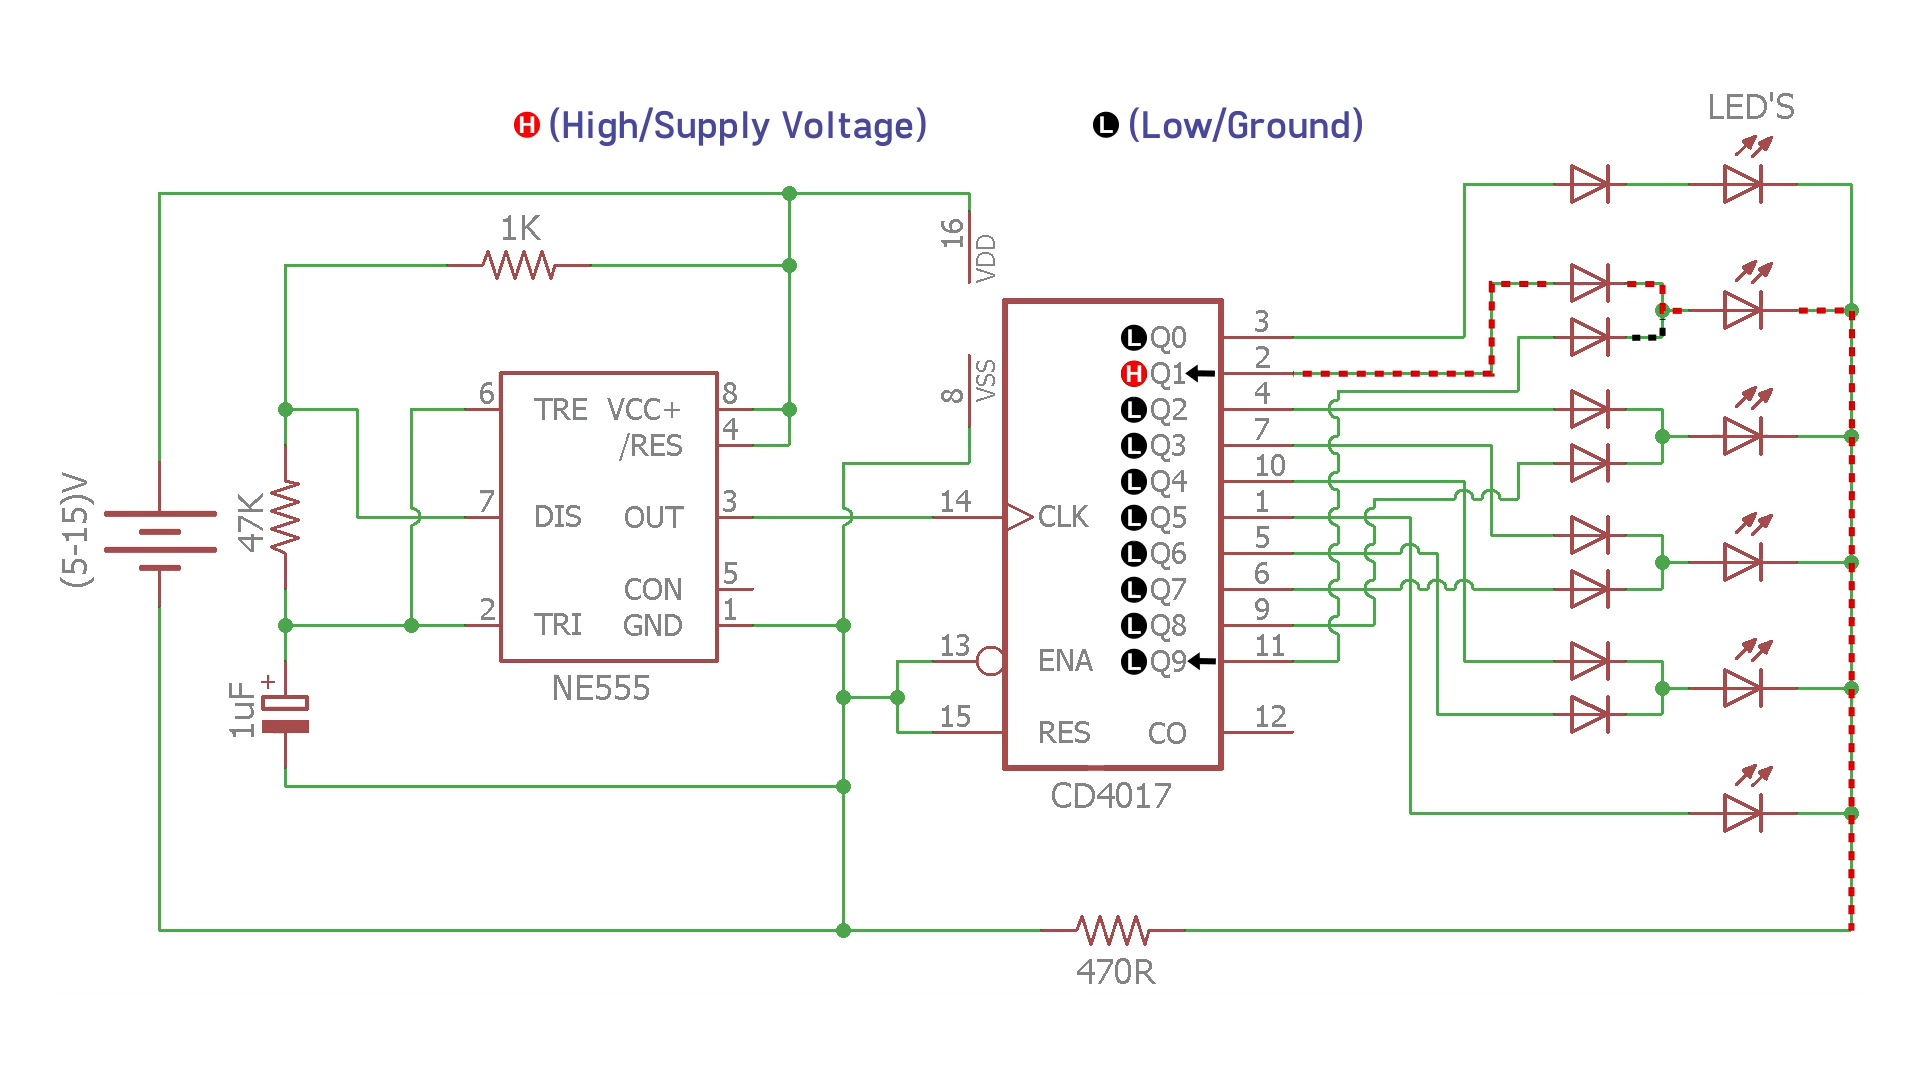 LED'S
H (High/Supply Voltage)
L (Low/Ground)
1K
16
VDD
8
VSS
(5-15)V
47K
1uF
+
6
TRE
VCC+
8
/RES
4
7
DIS
OUT
3
CON
5
2
TRI
GND
1
NE555
14
CLK
13
ENA
15
RES
L Q0
3
H Q1
2
L Q2
4
L Q3
7
L Q4
10
L Q5
1
L Q6
5
L Q7
6
L Q8
9
L Q9
11
CO
12
CD4017
470R